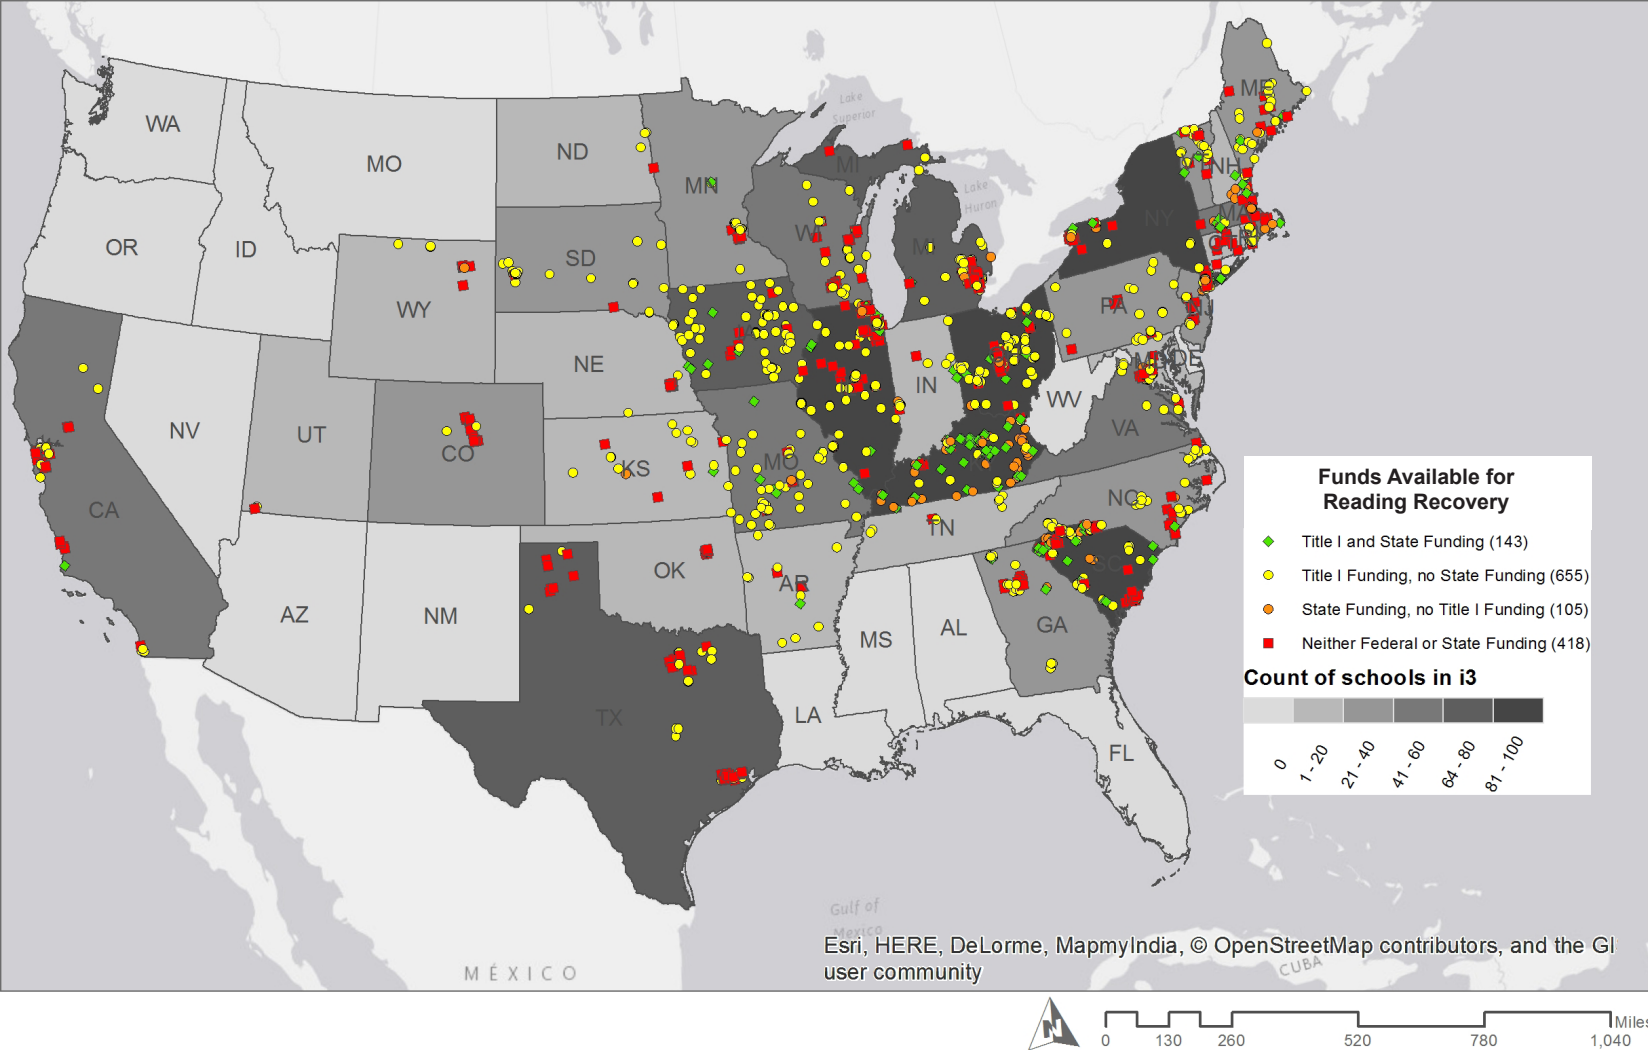 Lake
Superior
ME
WA
MO
ND
MI
NH
MN
Lake
Huron
NY
MA
OR
ID
SD
WI
MI
CT
WY
PA
NJ
NE
IN
MD
DE
WV
NV
UT
CO
KS
MO
VA
CA
NC
TN
OK
AR
SC
AZ
NM
MS
AL
GA
TX
LA
FL
Funds Available for
Reading Recovery
Title I and State Funding (143)
Title I Funding, no State Funding (655)
State Funding, no Title I Funding (105)
Neither Federal or State Funding (418)
Count of schools in i3
0
1 - 20
21 - 40
41 - 60
64 - 80
81 - 100
Gulf of
Mexico
Esri, HERE, DeLorme, MapmyIndia, © OpenStreetMap contributors, and the GI
user community
MÉXICO
CUBA
N
Miles
0 130 260 520 780 1,040